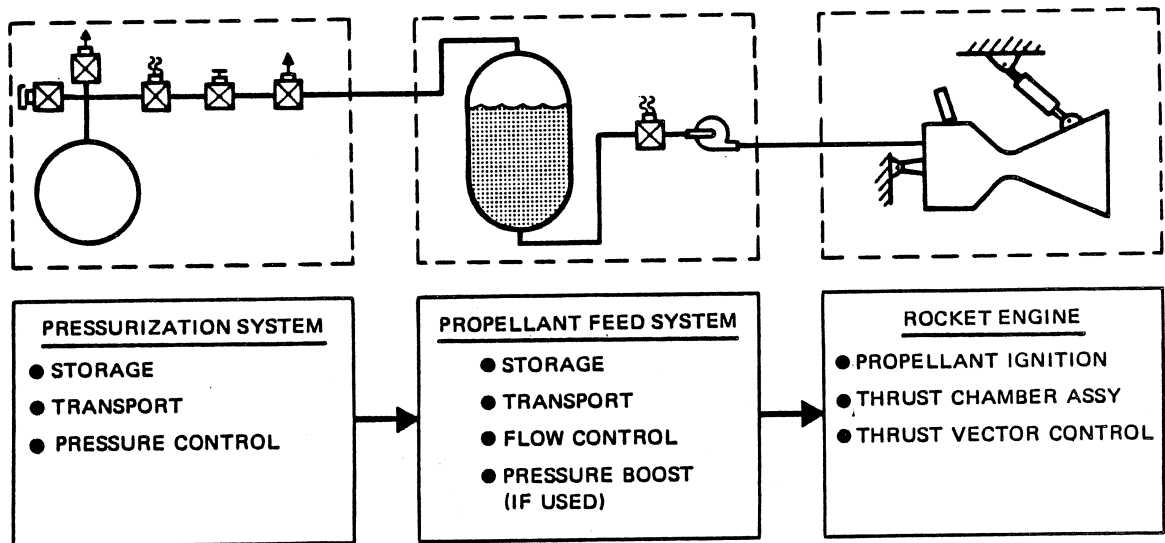 PRESSURIZATION SYSTEM
● STORAGE
● TRANSPORT
● PRESSURE CONTROL
PROPELLANT FEED SYSTEM
● STORAGE
● TRANSPORT
● FLOW CONTROL
● PRESSURE BOOST
(IF USED)
ROCKET ENGINE
● PROPELLANT IGNITION
● THRUST CHAMBER ASSY
● THRUST VECTOR CONTROL